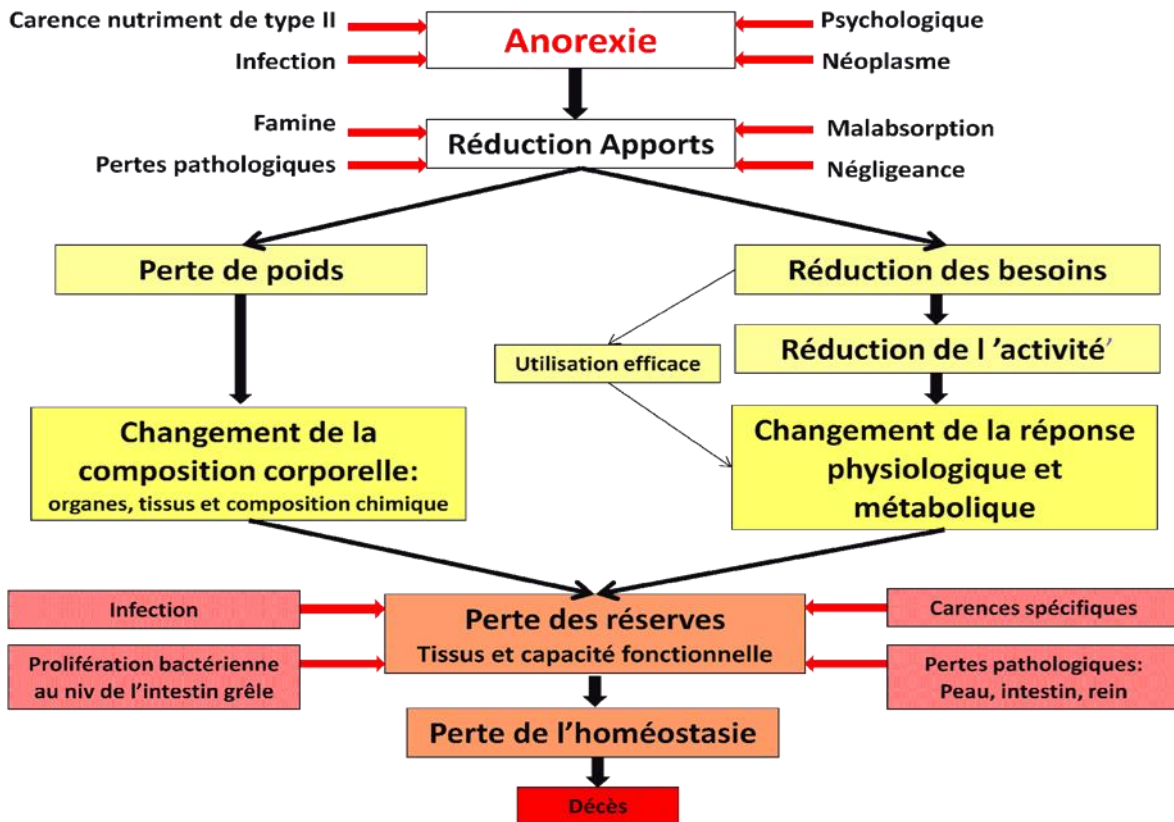 Carence nutriment de type II
Psychologique
Anorexie
Infection
Néoplasme
Famine
Malabsorption
Réduction Apports
Pertes pathologiques
Négligeance
Perte de poids
Réduction des besoins
Utilisation efficace
Réduction de l ’activité’
Changement de la
composition corporelle:
organes, tissus et composition chimique
Changement de la réponse
physiologique et
métabolique
Infection
Perte des réserves
Tissus et capacité fonctionnelle
Carences spécifiques
Prolifération bactérienne
au niv de l’intestin grêle
Pertes pathologiques:
Peau, intestin, rein
Perte de l’homéostasie
Décès